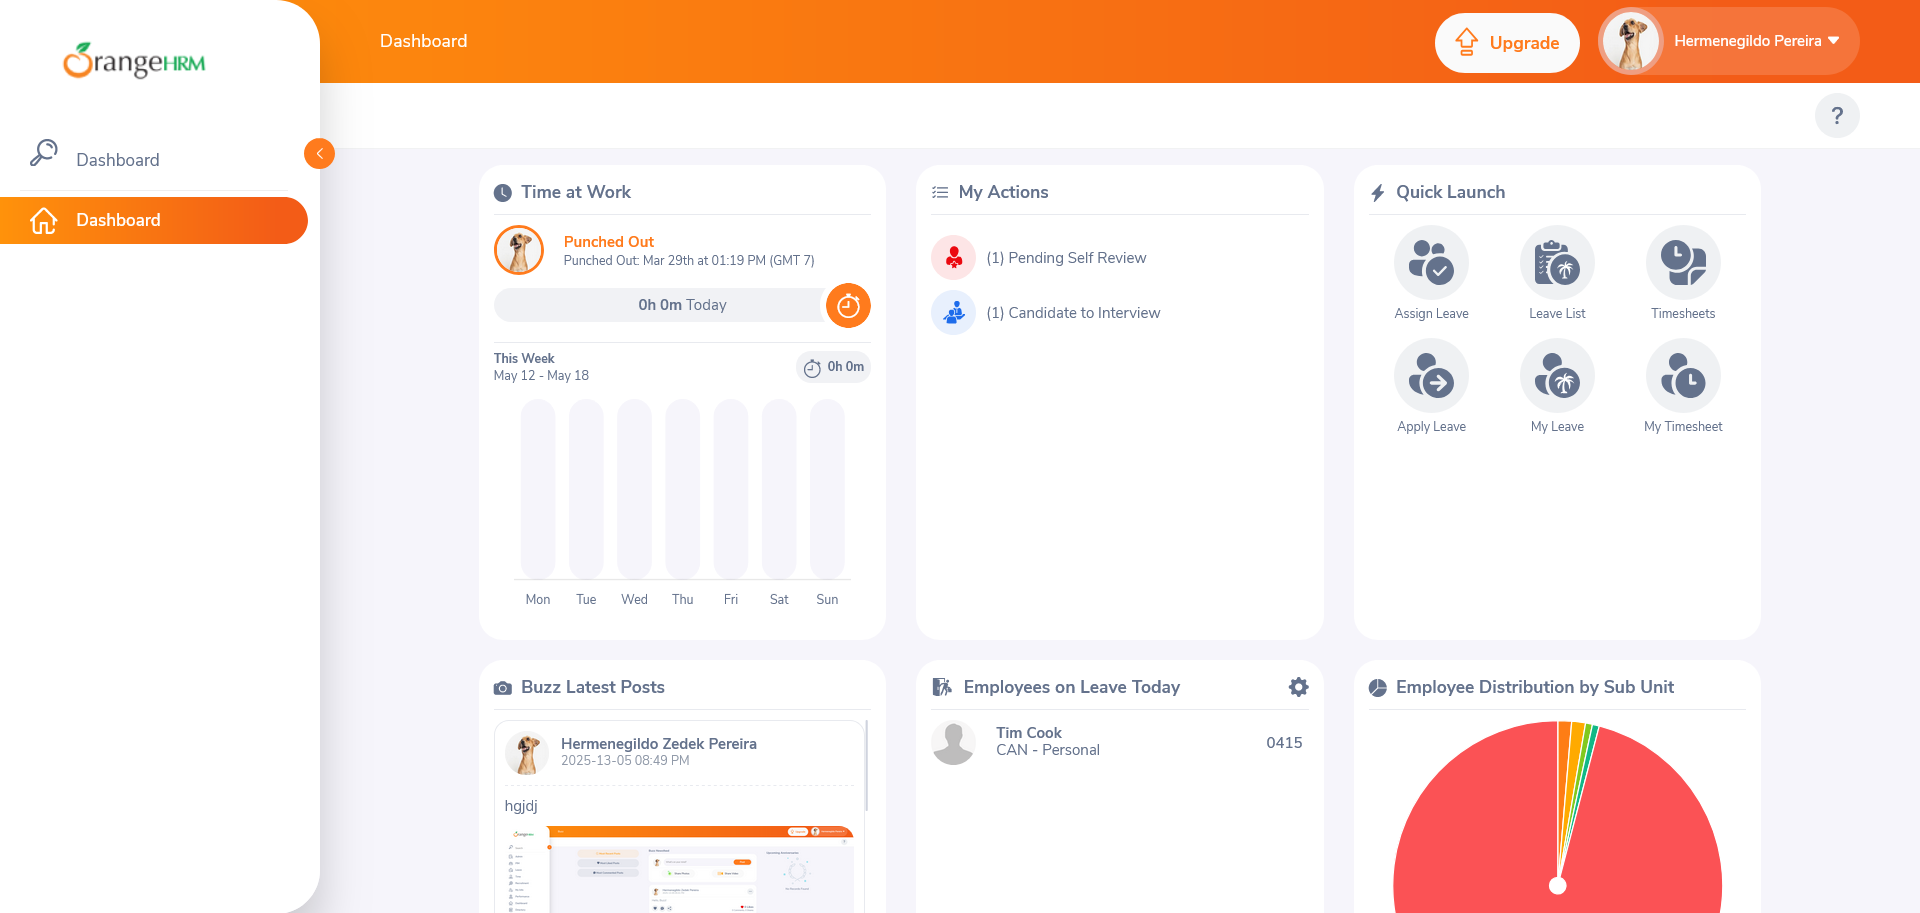 OrangeHRM
Dashboard
Dashboard
Dashboard
Upgrade
Hermenegildo Pereira
?
Time at Work
Punched Out
Punched Out: Mar 29th at 01:19 PM (GMT 7)
0h 0m Today
This Week
May 12 - May 18
0h 0m
Mon Tue Wed Thu Fri Sat Sun
My Actions
(1) Pending Self Review
(1) Candidate to Interview
Quick Launch
Assign Leave
Leave List
Timesheets
Apply Leave
My Leave
My Timesheet
Buzz Latest Posts
Hermenegildo Zedek Pereira
2025-13-05 08:49 PM
hgjdj
Employees on Leave Today
Tim Cook
CAN - Personal
0415
Employee Distribution by Sub Unit